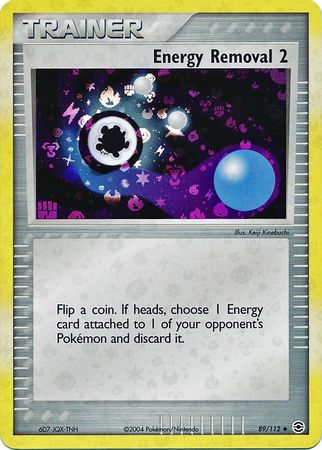 TRAINER
Energy Removal 2
Illus. Keiji Kinebuchi
Flip a coin. If heads, choose 1 Energy
card attached to 1 of your opponent's
Pokémon and discard it.
6D7-JQX-TNH
©2004 Pokémon/Nintendo
89/112